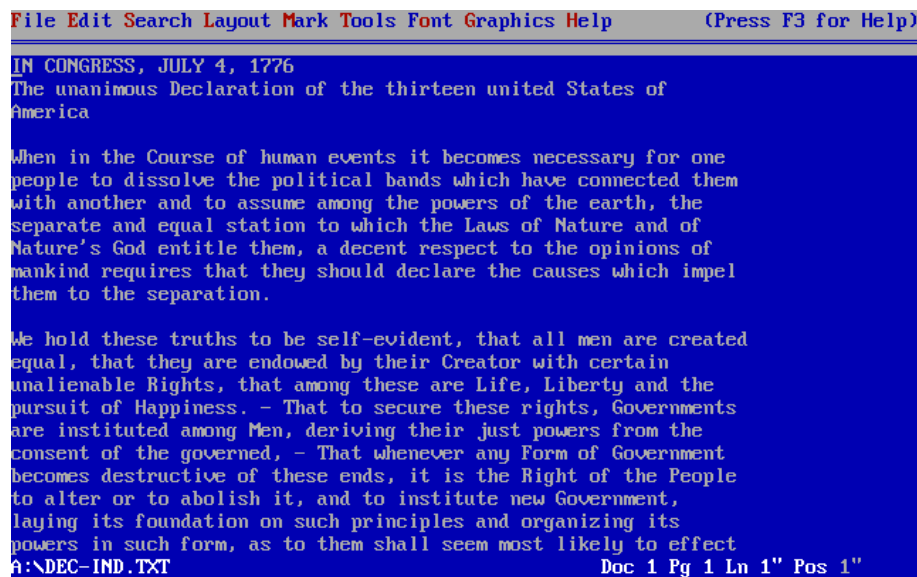 File Edit Search Layout Mark Tools Font Graphics Help (Press F3 for Help)
IN CONGRESS, JULY 4, 1776
The unanimous Declaration of the thirteen united States of
America
When in the Course of human events it becomes necessary for one
people to dissolve the political bands which have connected them
with another and to assume among the powers of the earth, the
separate and equal station to which the Laws of Nature and of
Nature's God entitle them, a decent respect to the opinions of
mankind requires that they should declare the causes which impel
them to the separation.
We hold these truths to be self-evident, that all men are created
equal, that they are endowed by their Creator with certain
unalienable Rights, that among these are Life, Liberty and the
pursuit of Happiness. – That to secure these rights, Governments
are instituted among Men, deriving their just powers from the
consent of the governed, – That whenever any Form of Government
becomes destructive of these ends, it is the Right of the People
to alter or to abolish it, and to institute new Government,
laying its foundation on such principles and organizing its
powers in such form, as to them shall seem most likely to effect
A:\DEC-IND.TXT Doc 1 Pg 1 Ln 1" Pos 1"